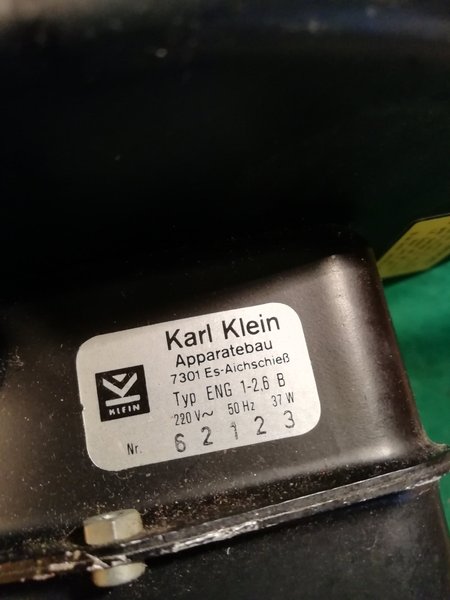 Karl Klein
Apparatebau
7301 Es-Aichschieß
KLEIN
Typ ENG 1-2,6 B
220 V~ 50 Hz 37 W
Nr. 62123